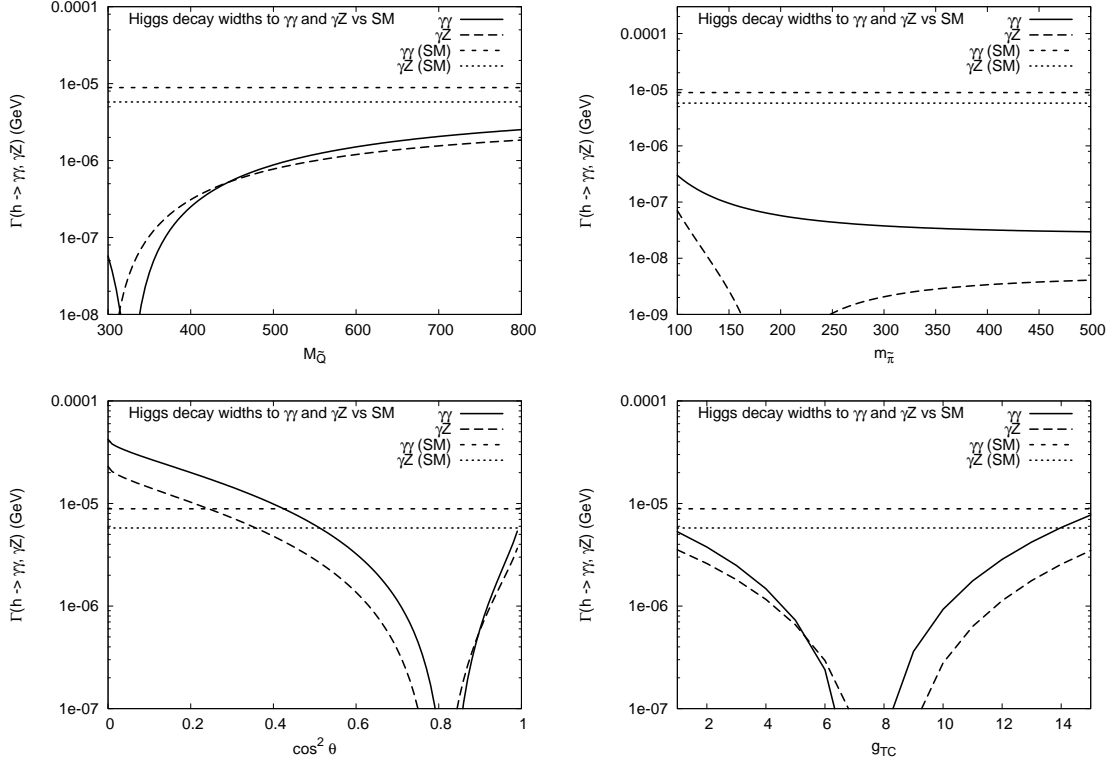 Higgs decay widths to γγ and γZ vs SM
γγ
γZ
γγ (SM)
γZ (SM)
0.0001
1e-05
1e-06
1e-07
1e-08
Γ(h -> γγ, γZ) (GeV)
300 400 500 600 700 800
M_Q̃
Higgs decay widths to γγ and γZ vs SM
γγ
γZ
γγ (SM)
γZ (SM)
0.0001
1e-05
1e-06
1e-07
1e-08
1e-09
Γ(h -> γγ, γZ) (GeV)
100 150 200 250 300 350 400 450 500
m_π̃
Higgs decay widths to γγ and γZ vs SM
γγ
γZ
γγ (SM)
γZ (SM)
0.0001
1e-05
1e-06
1e-07
Γ(h -> γγ, γZ) (GeV)
0 0.2 0.4 0.6 0.8 1
cos² θ
Higgs decay widths to γγ and γZ vs SM
γγ
γZ
γγ (SM)
γZ (SM)
0.0001
1e-05
1e-06
1e-07
Γ(h -> γγ, γZ) (GeV)
2 4 6 8 10 12 14
g_TC